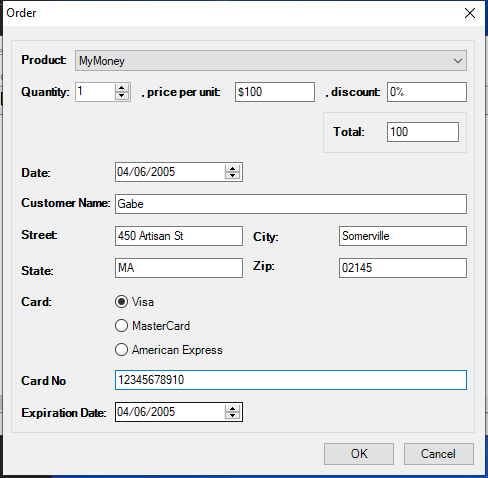 Order
Product: MyMoney
Quantity: 1 , price per unit: $100 , discount: 0%
Total: 100
Date: 04/06/2005
Customer Name: Gabe
Street: 450 Artisan St City: Somerville
State: MA Zip: 02145
Card: Visa
MasterCard
American Express
Card No 12345678910
Expiration Date: 04/06/2005
OK Cancel